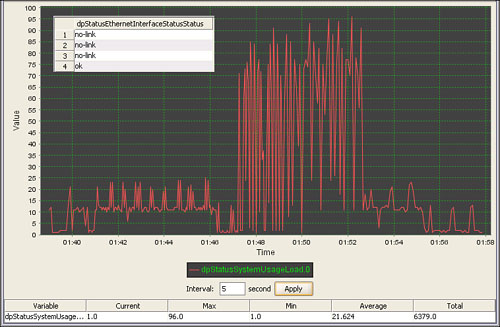 100
95
90
85
80
75
70
65
60
55
50
45
40
35
30
25
20
15
10
5
0
Value
dpStatusEthernetInterfaceStatusStatus
1 no-link
2 no-link
3 no-link
4 ok
01:40 01:42 01:44 01:46 01:48 01:50 01:52 01:54 01:56 01:58
Time
dpStatusSystemUsageLoad.0
Interval: 5 second Apply
Variable Current Max Min Average Total
dpStatusSystemUsage... 1.0 96.0 1.0 21.624 6379.0